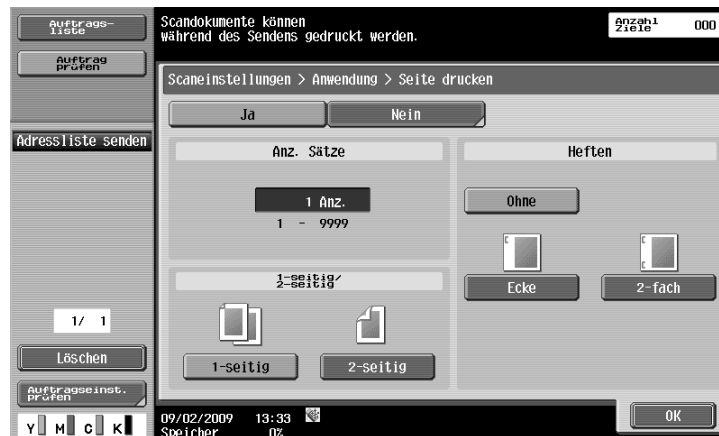 Auftrags-
liste
Auftrag
prüfen
Adressliste senden
1/ 1
Löschen
Auftragseinst.
prüfen
Y M C K
Scandokumente können
während des Sendens gedruckt werden.
Anzahl
Ziele 000
Scaneinstellungen > Anwendung > Seite drucken
Ja Nein
Anz. Sätze
1 Anz.
1 - 9999
1-seitig/
2-seitig
1-seitig 2-seitig
Heften
Ohne
Ecke 2-fach
09/02/2009 13:33
Speicher 0%
OK